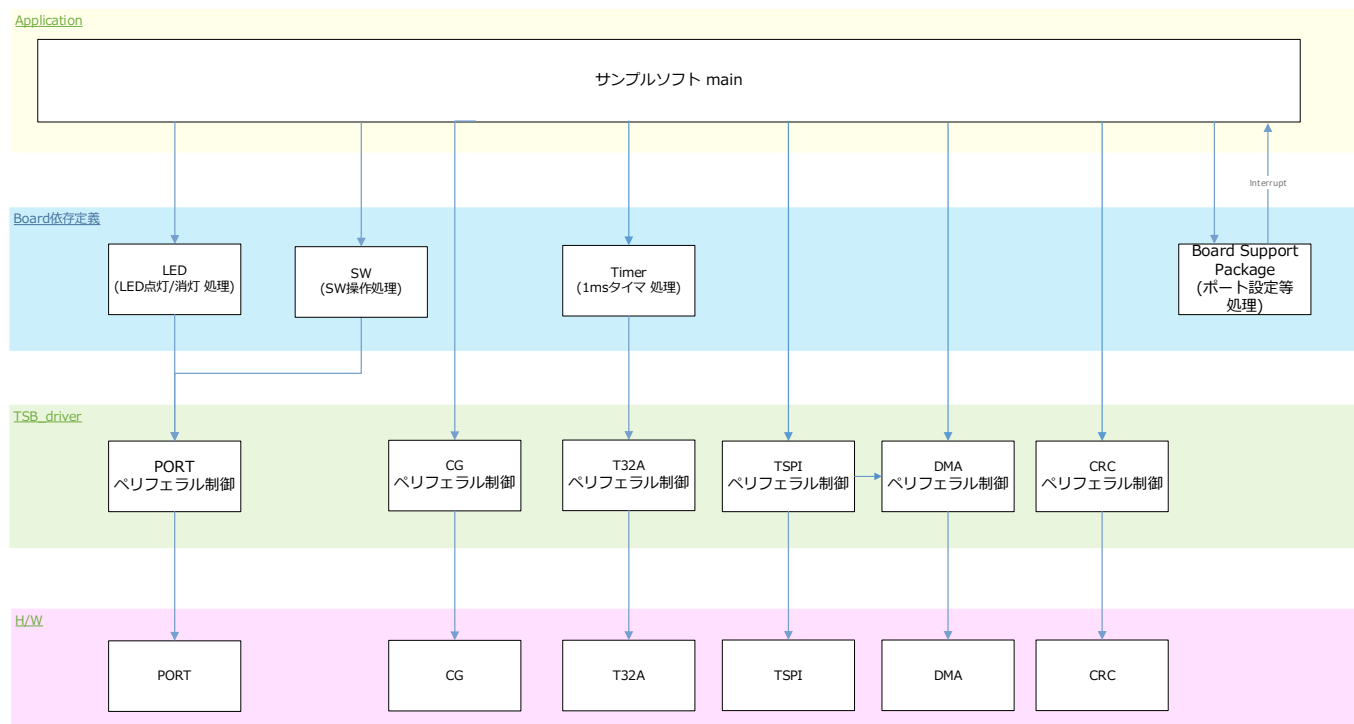 Application
サンプルソフト main
Interrupt
Board依存定義
LED
(LED点灯/消灯 処理)
SW
(SW操作処理)
Timer
(1msタイマ 処理)
Board Support
Package
(ポート設定等
処理)
TSB_driver
PORT
ペリフェラル制御
CG
ペリフェラル制御
T32A
ペリフェラル制御
TSPI
ペリフェラル制御
DMA
ペリフェラル制御
CRC
ペリフェラル制御
H/W
PORT
CG
T32A
TSPI
DMA
CRC